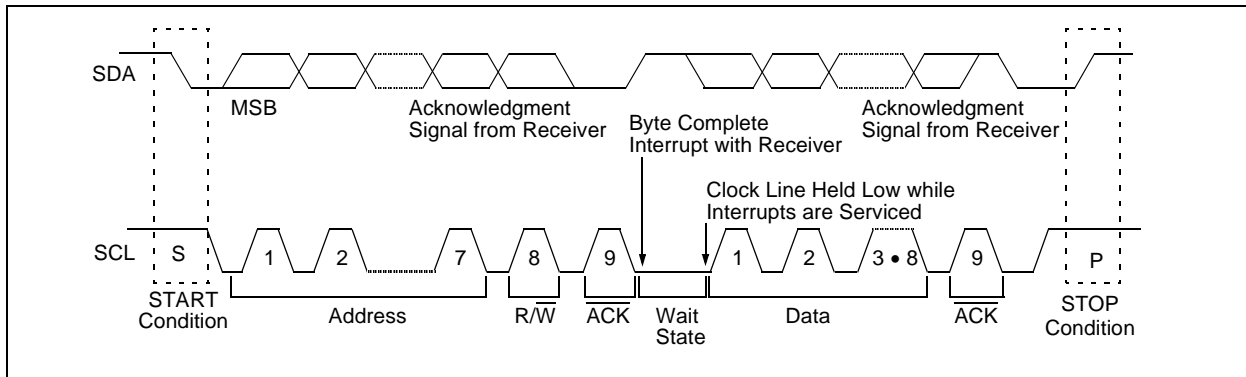 SDA
MSB
Acknowledgment
Signal from Receiver
Byte Complete
Interrupt with Receiver
Acknowledgment
Signal from Receiver
Clock Line Held Low while
Interrupts are Serviced
SCL
S
1
2
7
8
9
1
2
3 • 8
9
P
START
Condition
Address
R/W̅
A̅C̅K̅
Wait
State
Data
A̅C̅K̅
STOP
Condition